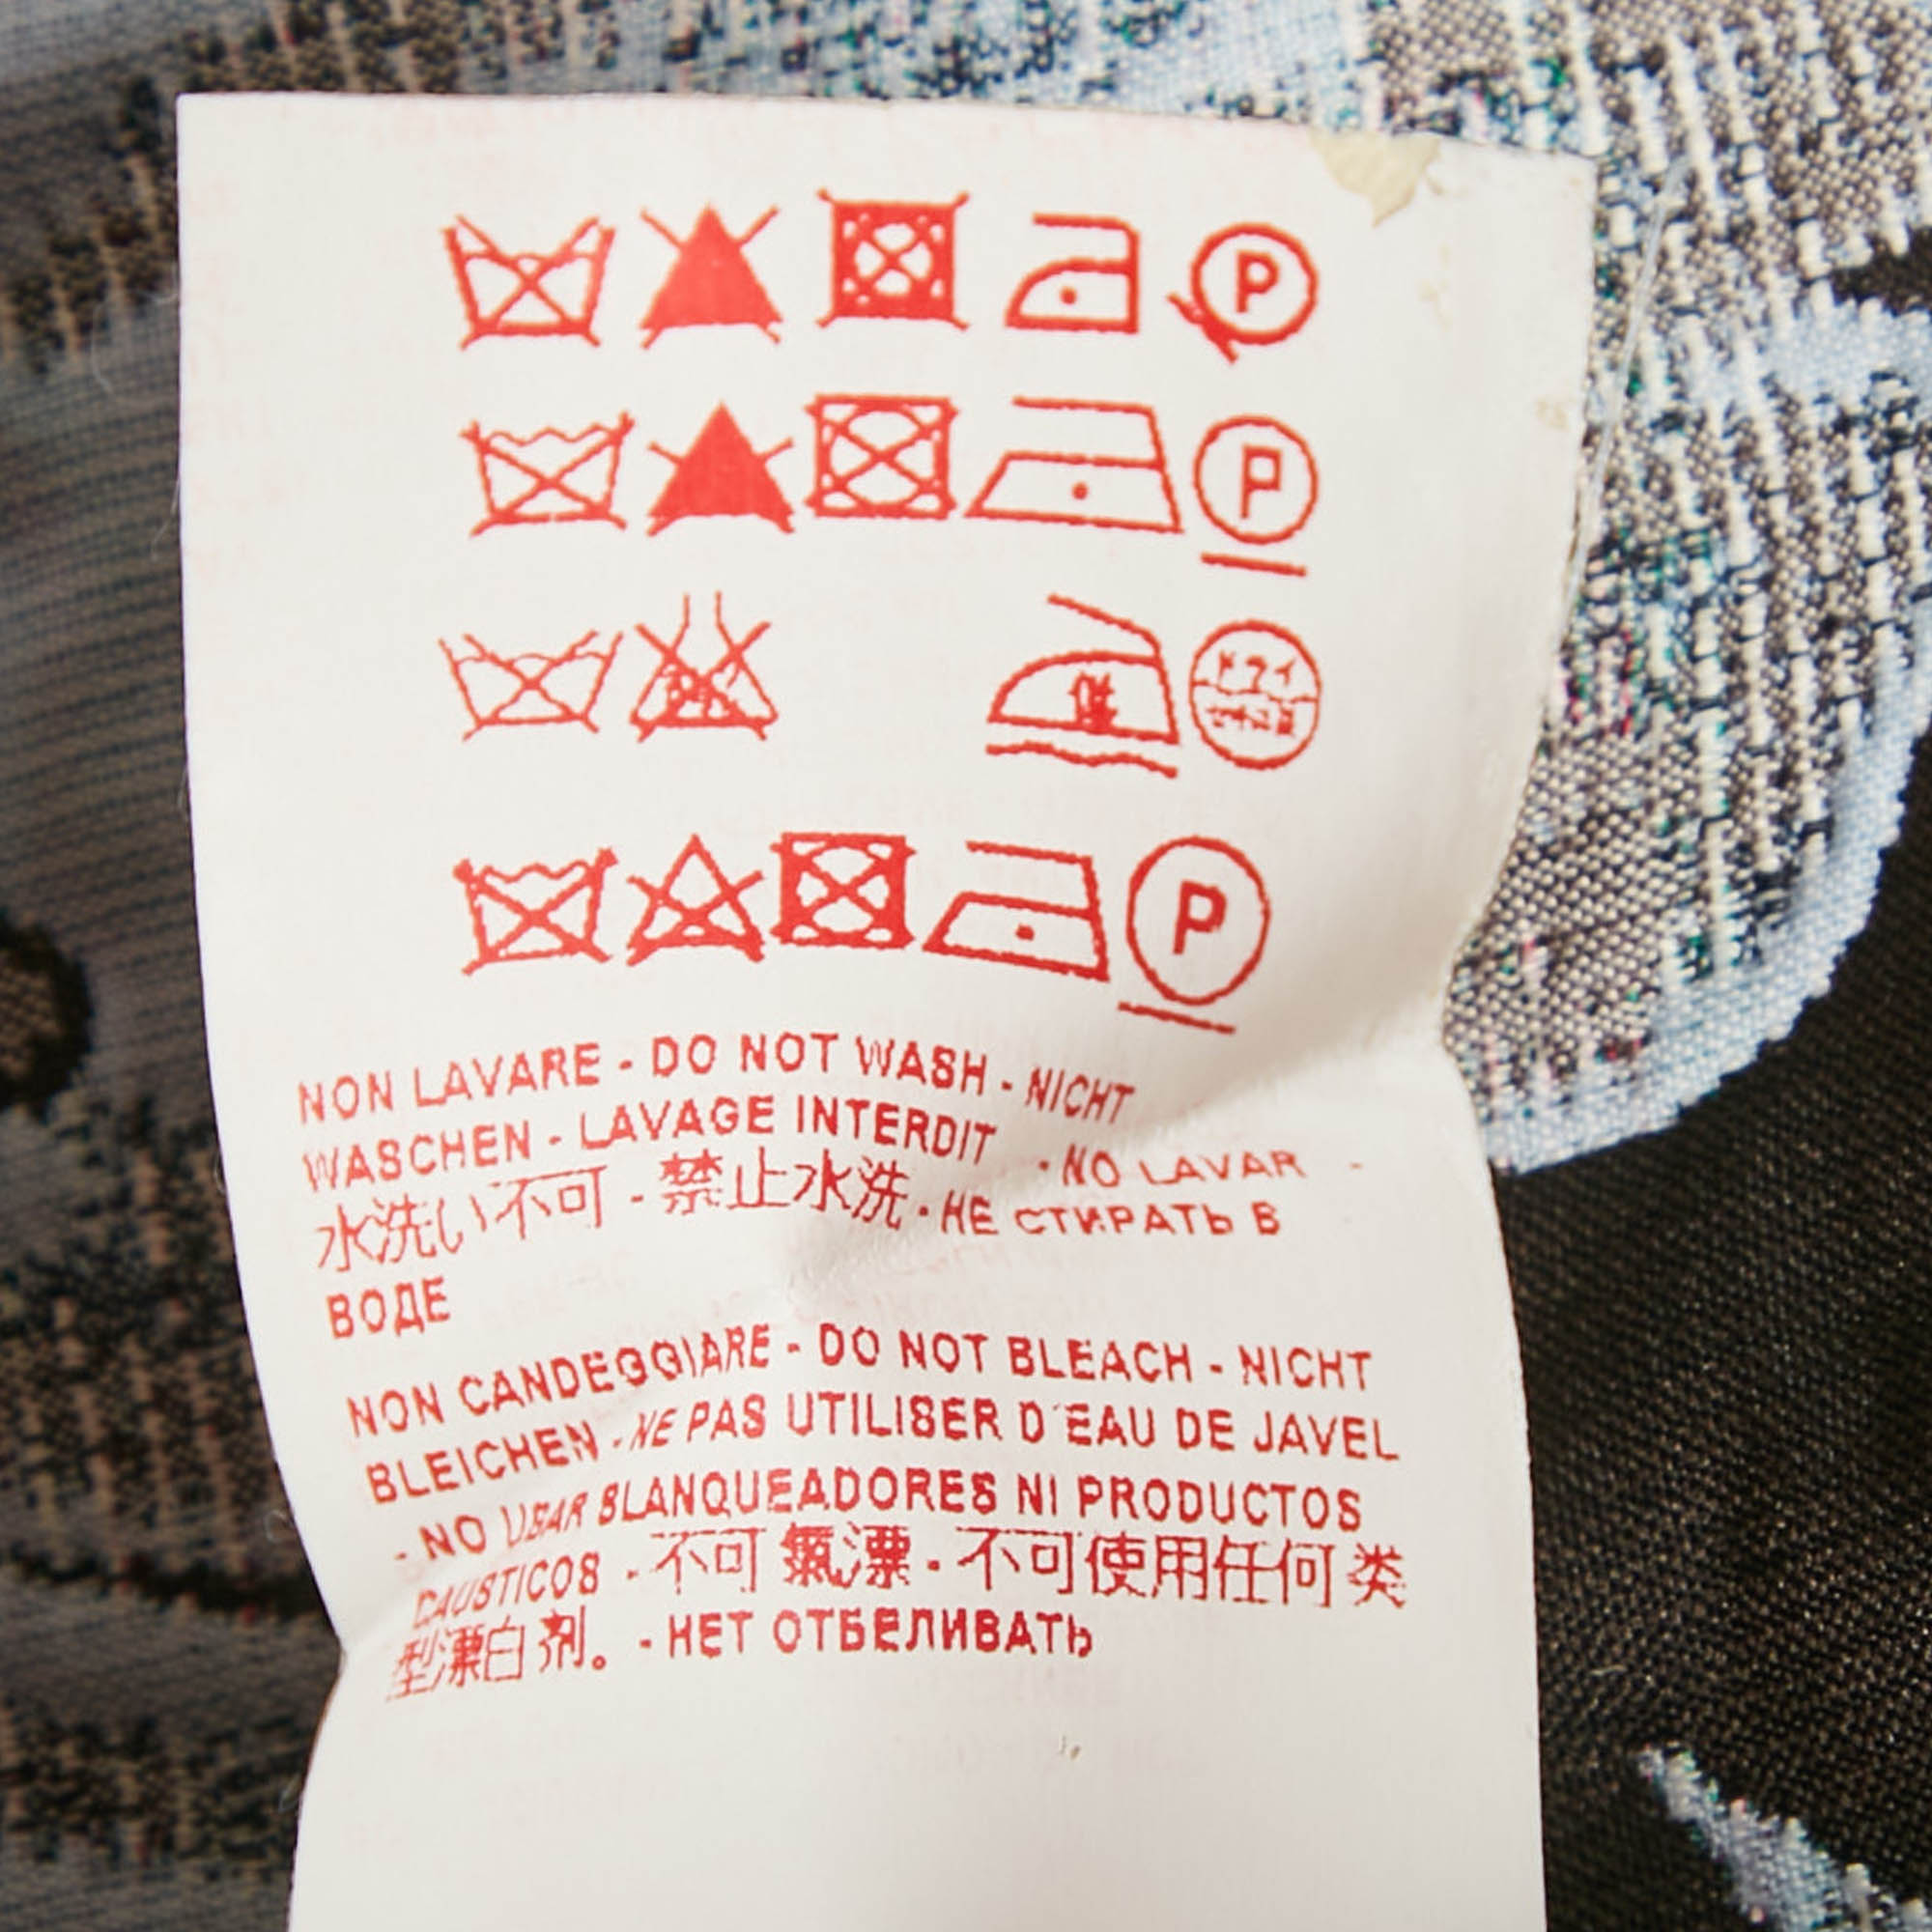 P
P
ドライ
P
NON LAVARE - DO NOT WASH - NICHT
WASCHEN - LAVAGE INTERDIT - NO LAVAR -
水洗い不可 - 禁止水洗 - НЕ СТИРАТЬ В
ВОДЕ
NON CANDEGGIARE - DO NOT BLEACH - NICHT
BLEICHEN - NE PAS UTILISER D'EAU DE JAVEL
- NO USAR BLANQUEADORES NI PRODUCTOS
CAUSTICOS - 不可 氯漂 - 不可使用任何 类
型漂白 剂。 - НЕТ ОТБЕЛИВАТЬ